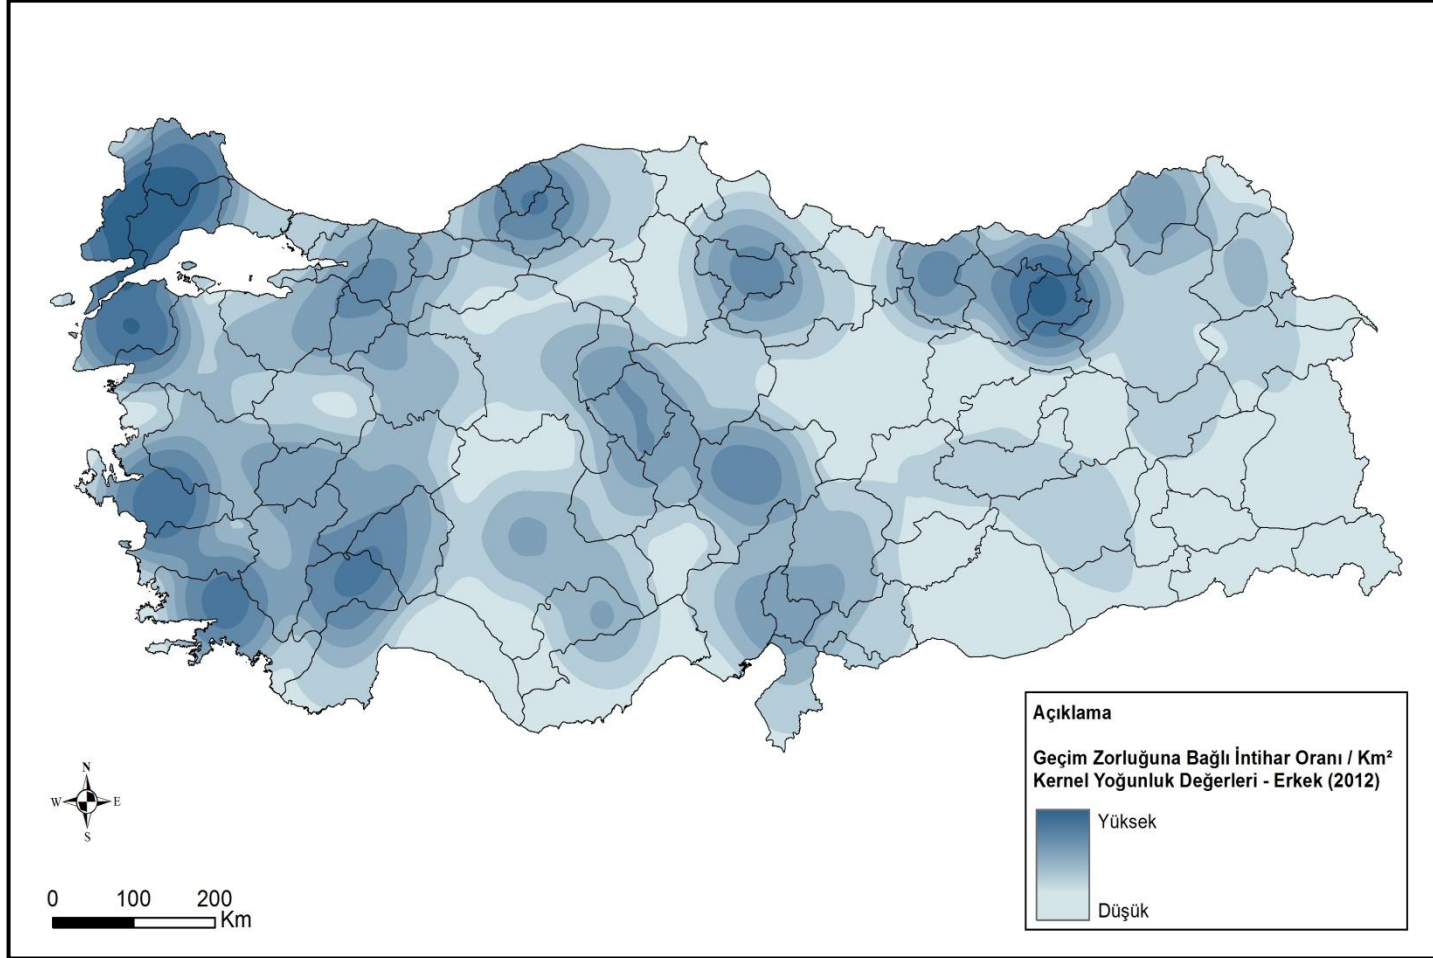 Açıklama
Geçim Zorluğuna Bağlı İntihar Oranı / Km²
Kernel Yoğunluk Değerleri - Erkek (2012)
Yüksek
Düşük
N
W E
S
0 100 200
Km